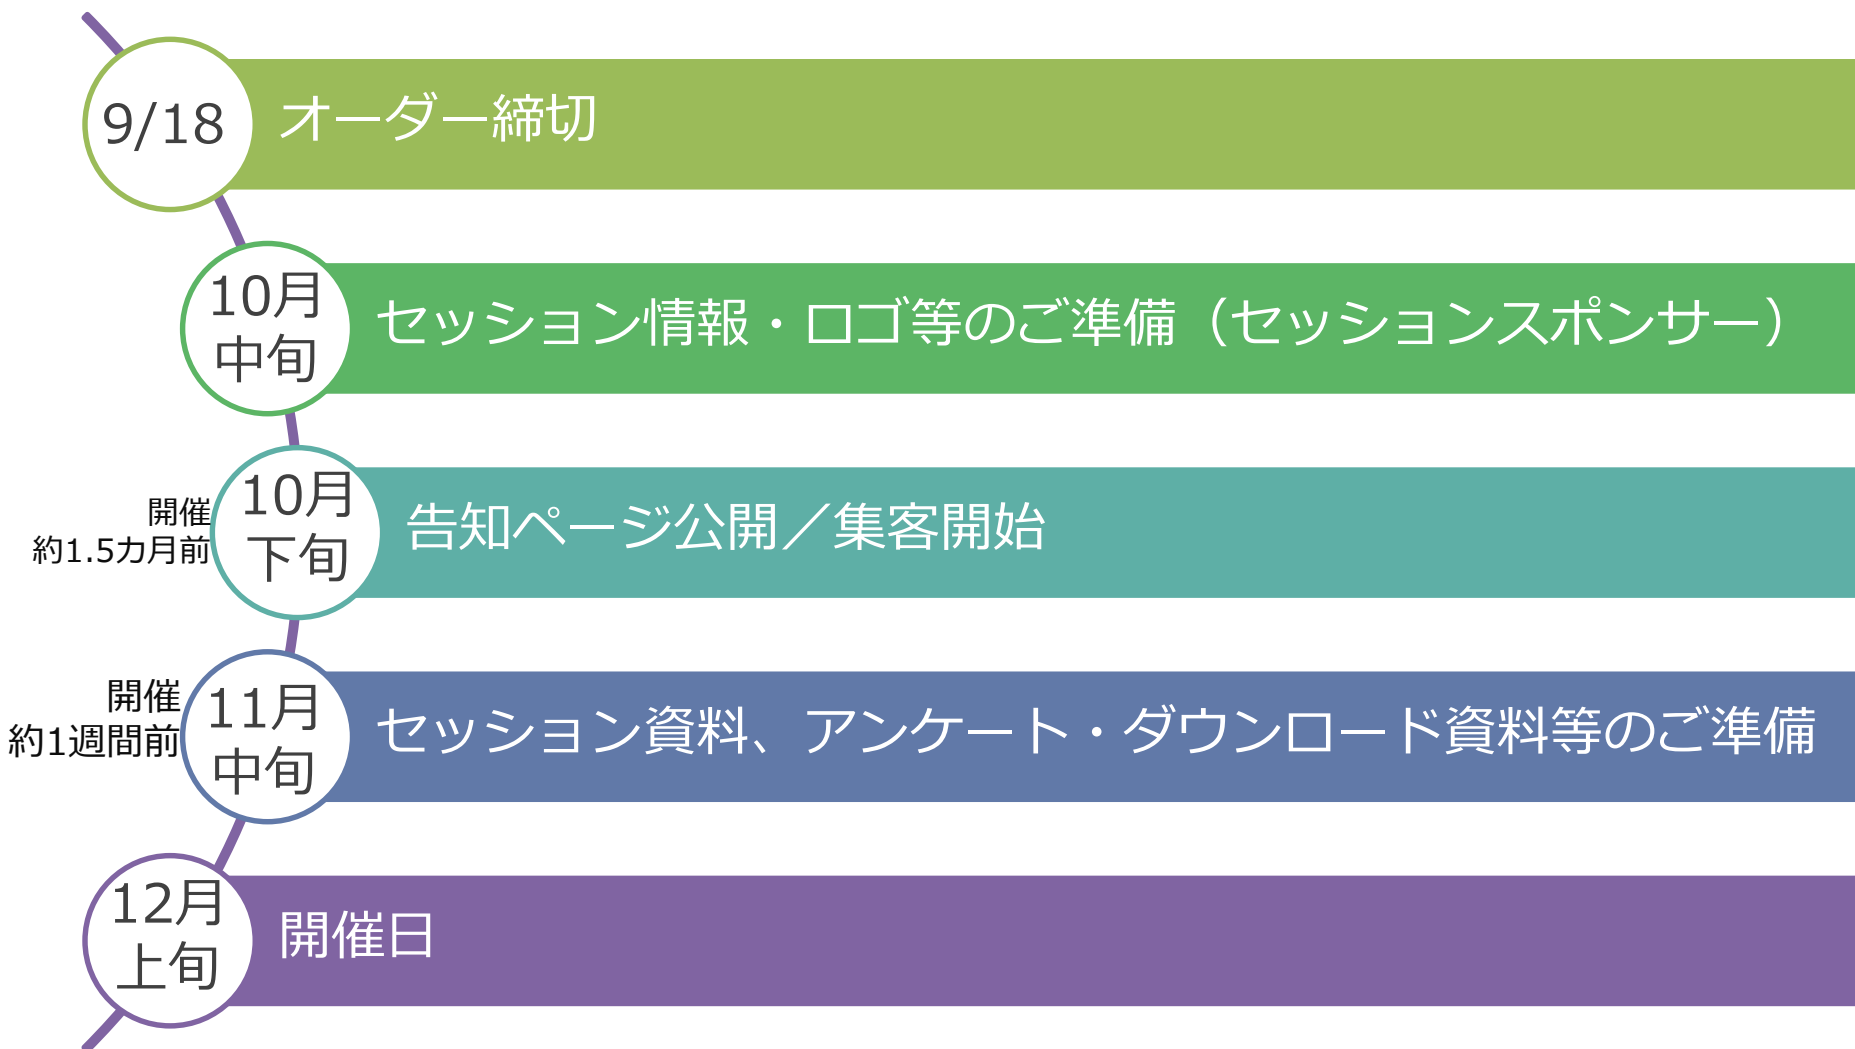 9/18
オーダー締切
10月
中旬
セッション情報・ロゴ等のご準備（セッションスポンサー）
開催
約1.5カ月前
10月
下旬
告知ページ公開／集客開始
開催
約1週間前
11月
中旬
セッション資料、アンケート・ダウンロード資料等のご準備
12月
上旬
開催日